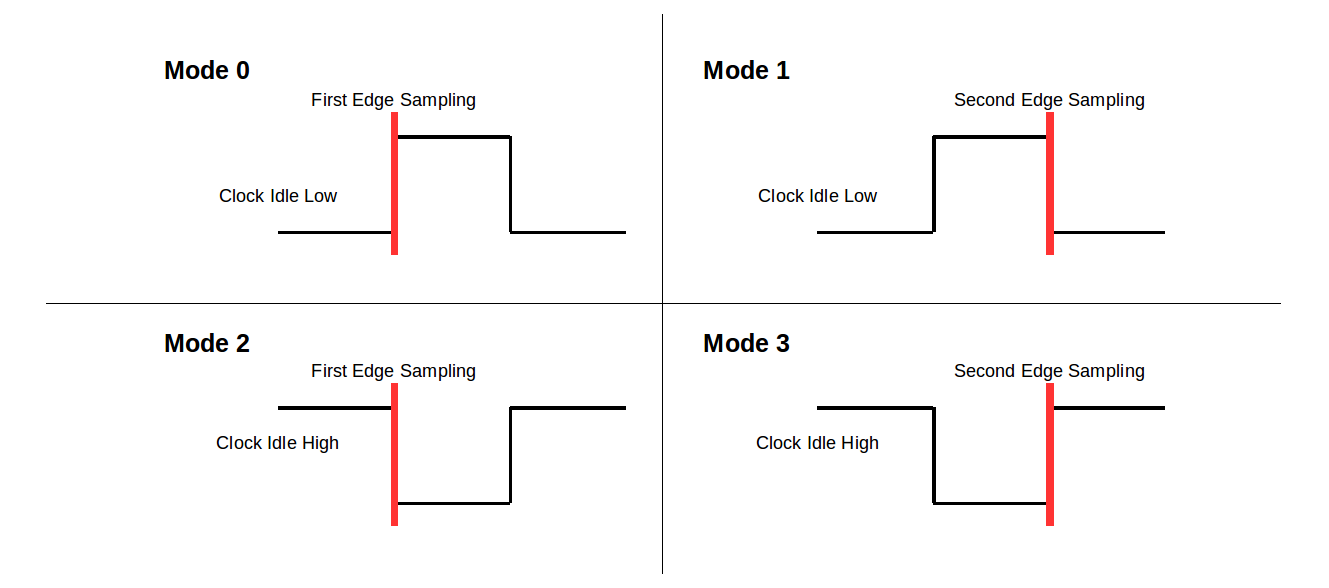 Mode 0
First Edge Sampling
Clock Idle Low
Mode 1
Second Edge Sampling
Clock Idle Low
Mode 2
First Edge Sampling
Clock Idle High
Mode 3
Second Edge Sampling
Clock Idle High